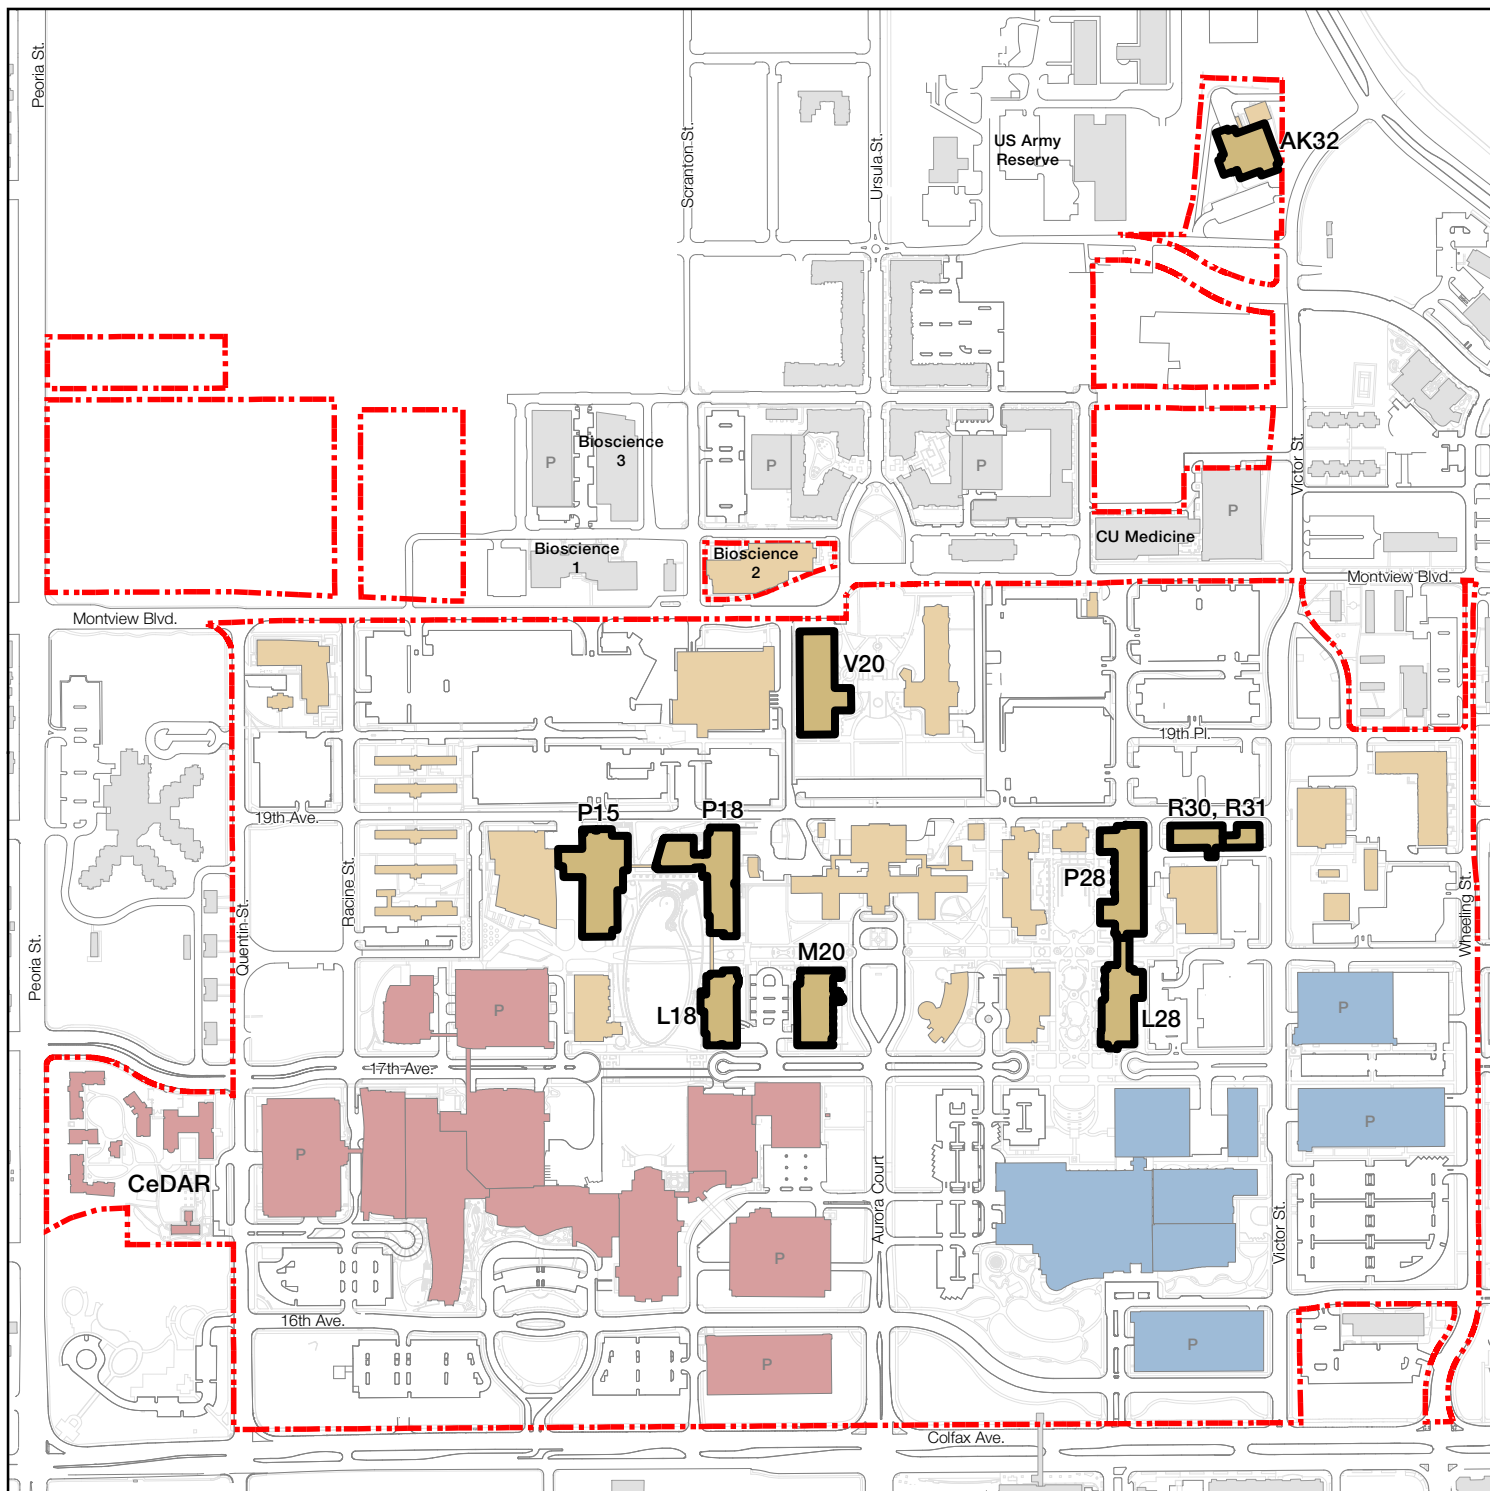 Peoria St.
Scranton St.
Ursula St.
US Army
Reserve
AK32
Bioscience
3
P
P
P
P
Victor St.
Bioscience
1
Bioscience
2
CU Medicine
Montview Blvd.
Montview Blvd.
V20
19th Pl.
19th Ave.
P15
P18
R30, R31
Racine St.
P28
Quentin St.
Peoria St.
Wheeling St.
M20
L18
L28
P
P
17th Ave.
P
P
CeDAR
Aurora Court
Victor St.
P
16th Ave.
P
P
Colfax Ave.